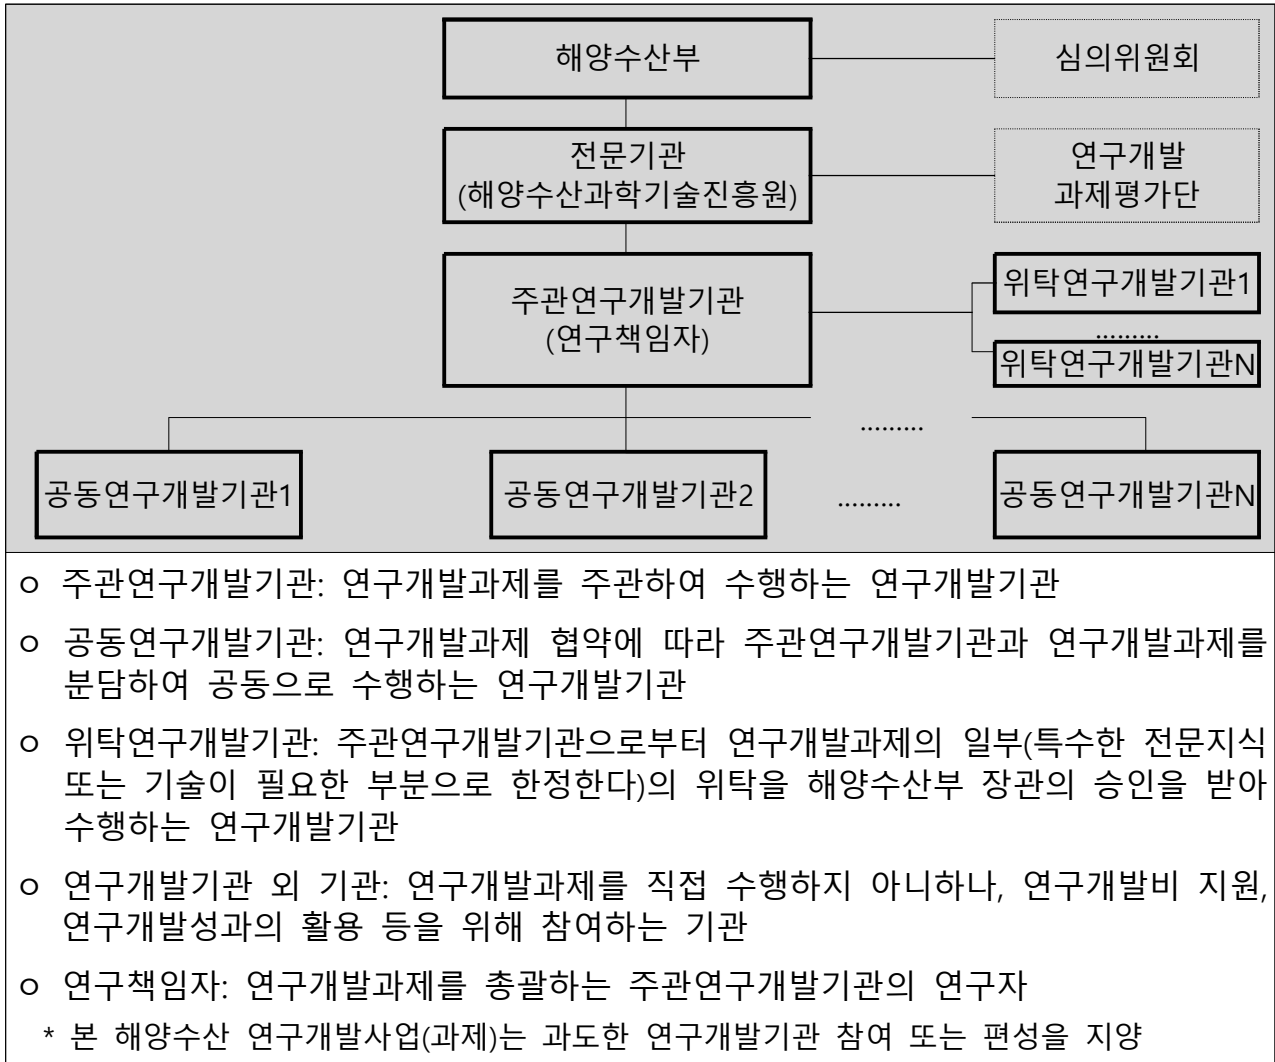 해양수산부
심의위원회
전문기관
(해양수산과학기술진흥원)
연구개발
과제평가단
주관연구개발기관
(연구책임자)
위탁연구개발기관1
.........
위탁연구개발기관N
.........
공동연구개발기관1
공동연구개발기관2
.........
공동연구개발기관N
ㅇ 주관연구개발기관: 연구개발과제를 주관하여 수행하는 연구개발기관
ㅇ 공동연구개발기관: 연구개발과제 협약에 따라 주관연구개발기관과 연구개발과제를
분담하여 공동으로 수행하는 연구개발기관
ㅇ 위탁연구개발기관: 주관연구개발기관으로부터 연구개발과제의 일부(특수한 전문지식
또는 기술이 필요한 부분으로 한정한다)의 위탁을 해양수산부 장관의 승인을 받아
수행하는 연구개발기관
ㅇ 연구개발기관 외 기관: 연구개발과제를 직접 수행하지 아니하나, 연구개발비 지원,
연구개발성과의 활용 등을 위해 참여하는 기관
ㅇ 연구책임자: 연구개발과제를 총괄하는 주관연구개발기관의 연구자
* 본 해양수산 연구개발사업(과제)는 과도한 연구개발기관 참여 또는 편성을 지양